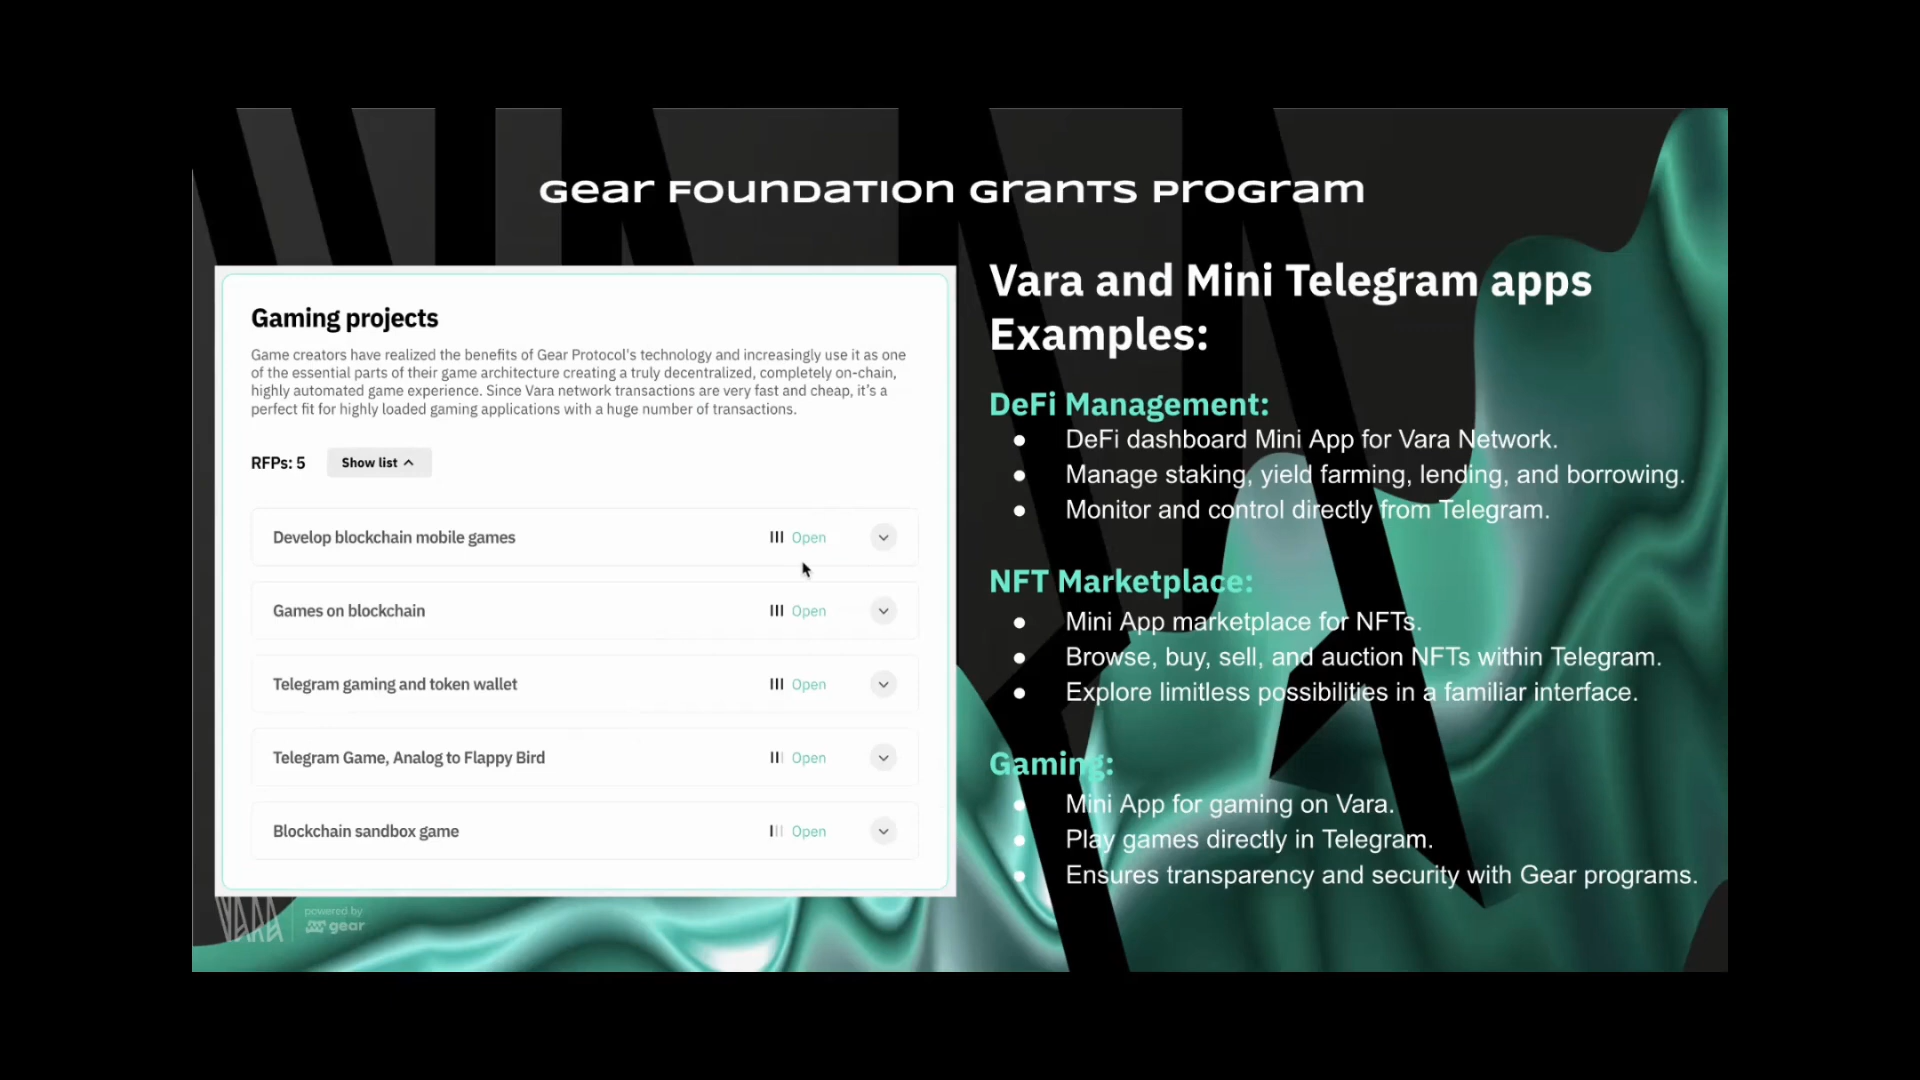 Gear Foundation Grants Program
Gaming projects
Game creators have realized the benefits of Gear Protocol's technology and increasingly use it as one
of the essential parts of their game architecture creating a truly decentralized, completely on-chain,
highly automated game experience. Since Vara network transactions are very fast and cheap, it's a
perfect fit for highly loaded gaming applications with a huge number of transactions.
RFPs: 5 Show list
Develop blockchain mobile games Open
Games on blockchain Open
Telegram gaming and token wallet Open
Telegram Game, Analog to Flappy Bird Open
Blockchain sandbox game Open
VARA
powered by
gear
Vara and Mini Telegram apps
Examples:
DeFi Management:
● DeFi dashboard Mini App for Vara Network.
● Manage staking, yield farming, lending, and borrowing.
● Monitor and control directly from Telegram.
NFT Marketplace:
● Mini App marketplace for NFTs.
● Browse, buy, sell, and auction NFTs within Telegram.
● Explore limitless possibilities in a familiar interface.
Gaming:
● Mini App for gaming on Vara.
● Play games directly in Telegram.
● Ensures transparency and security with Gear programs.